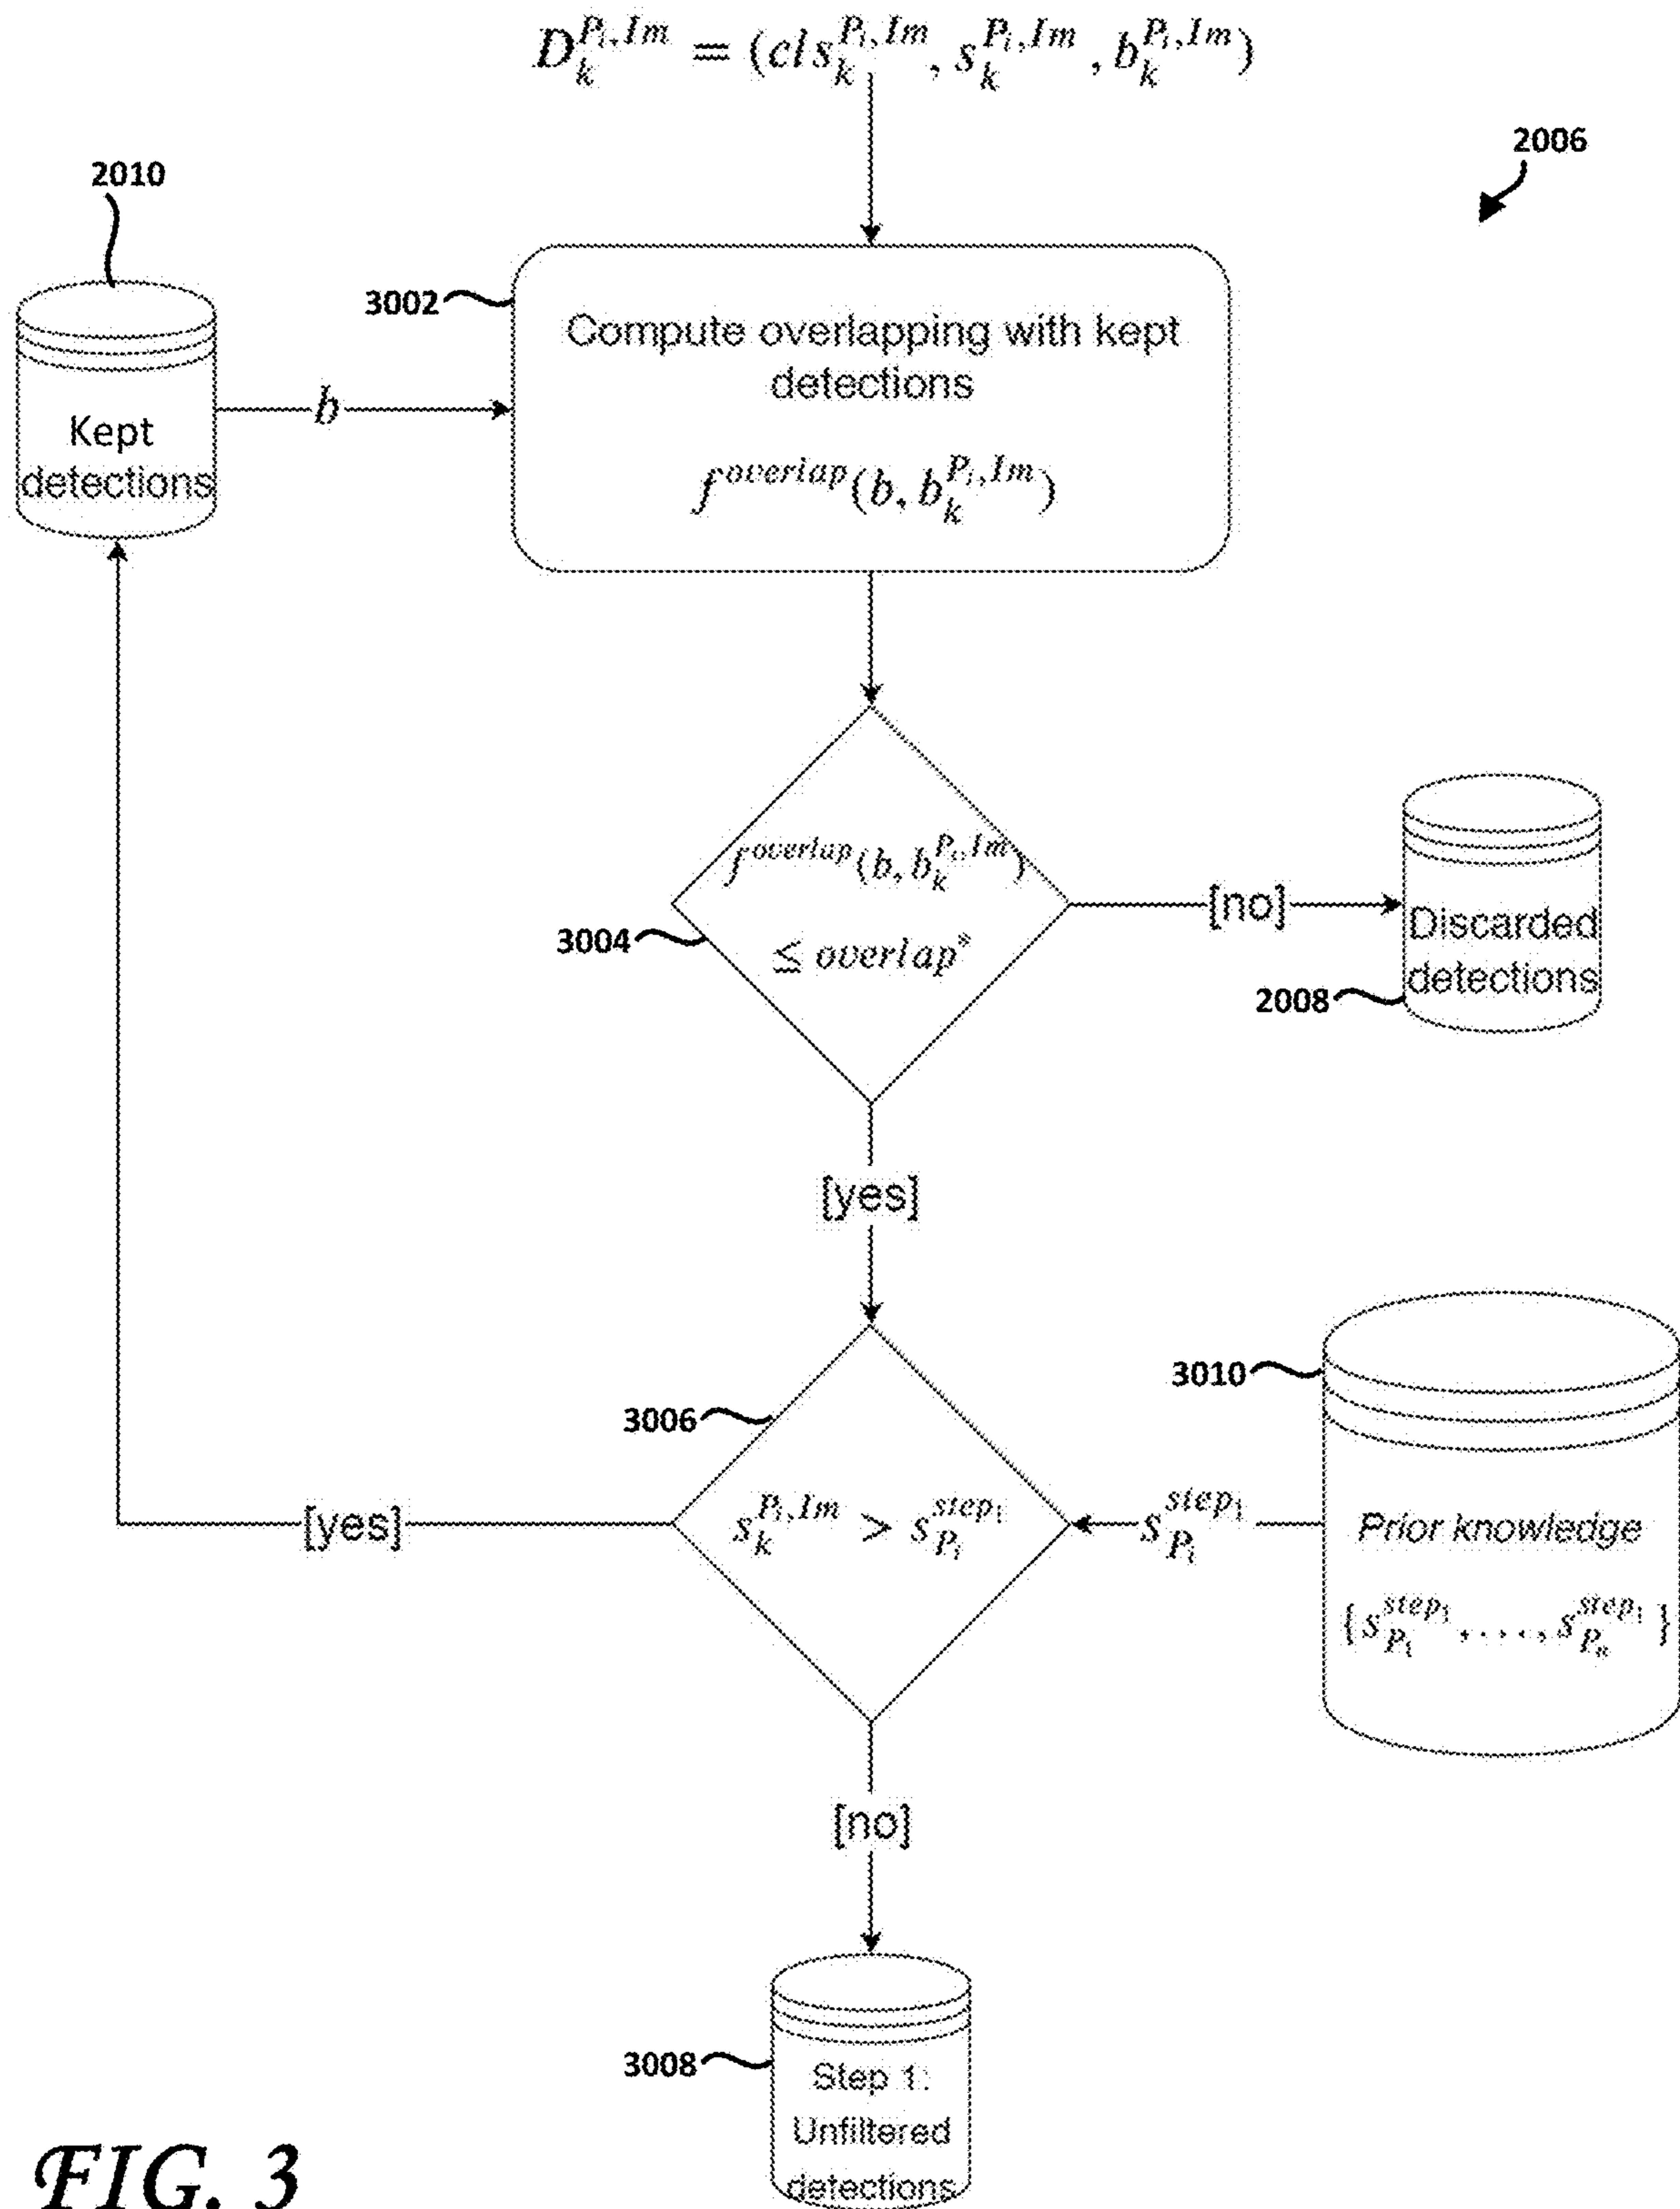 D_k^{P_i,Im} = (cls_k^{P_i,Im}, s_k^{P_i,Im}, b_k^{P_i,Im})
2006
2010
3002
Compute overlapping with kept
detections
f^{overlap}(b, b_k^{P_i,Im})
b
Kept
detections
f^{overlap}(b, b_k^{P_i,Im})
≤ overlap*
3004
[no]
Discarded
detections
2008
[yes]
3010
3006
[yes]
s_k^{P_i,Im} > s_{P_i}^{step_1}
s_{P_i}^{step_1}
Prior knowledge
{s_{P_1}^{step_1}, ..., s_{P_n}^{step_1}}
[no]
3008
Step 1:
Unfiltered
detections
FIG. 3